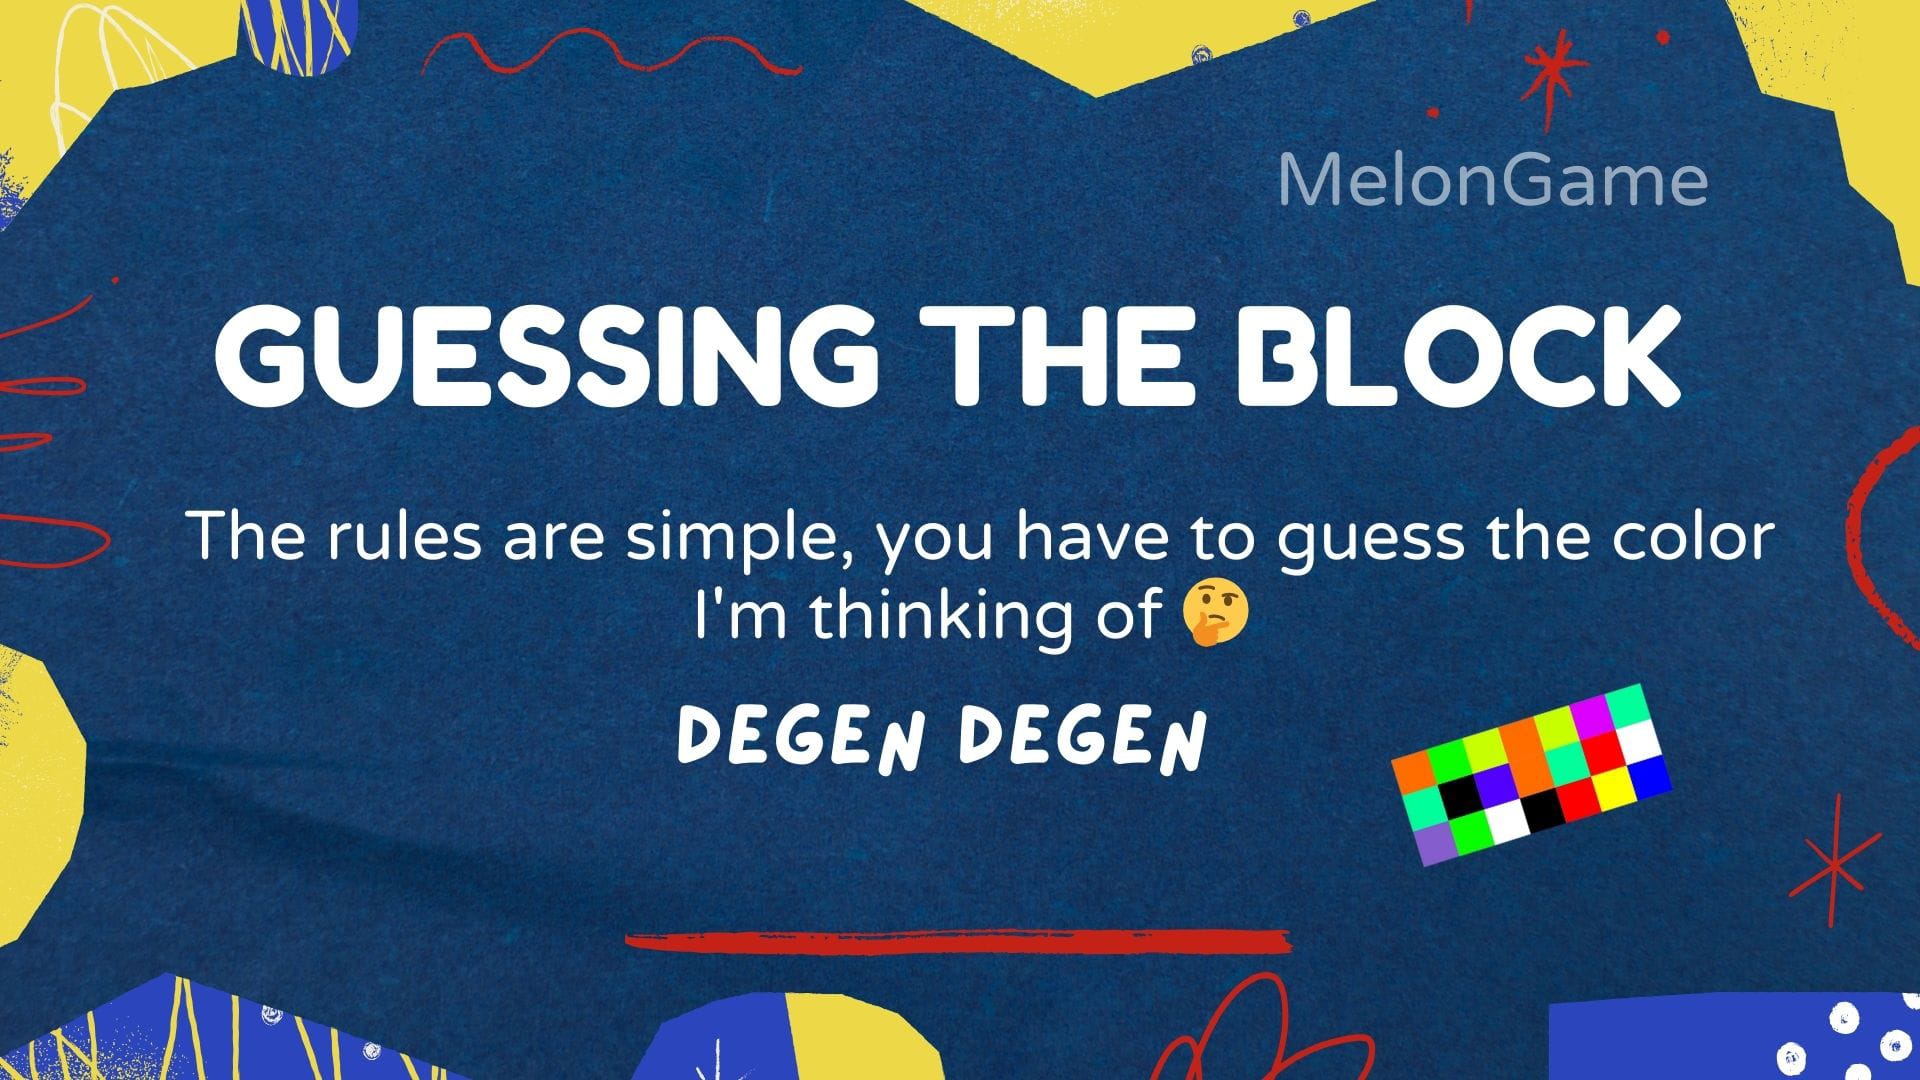 MelonGame
GUESSING THE BLOCK
The rules are simple, you have to guess the color
I'm thinking of 🤔
DEGEN DEGEN